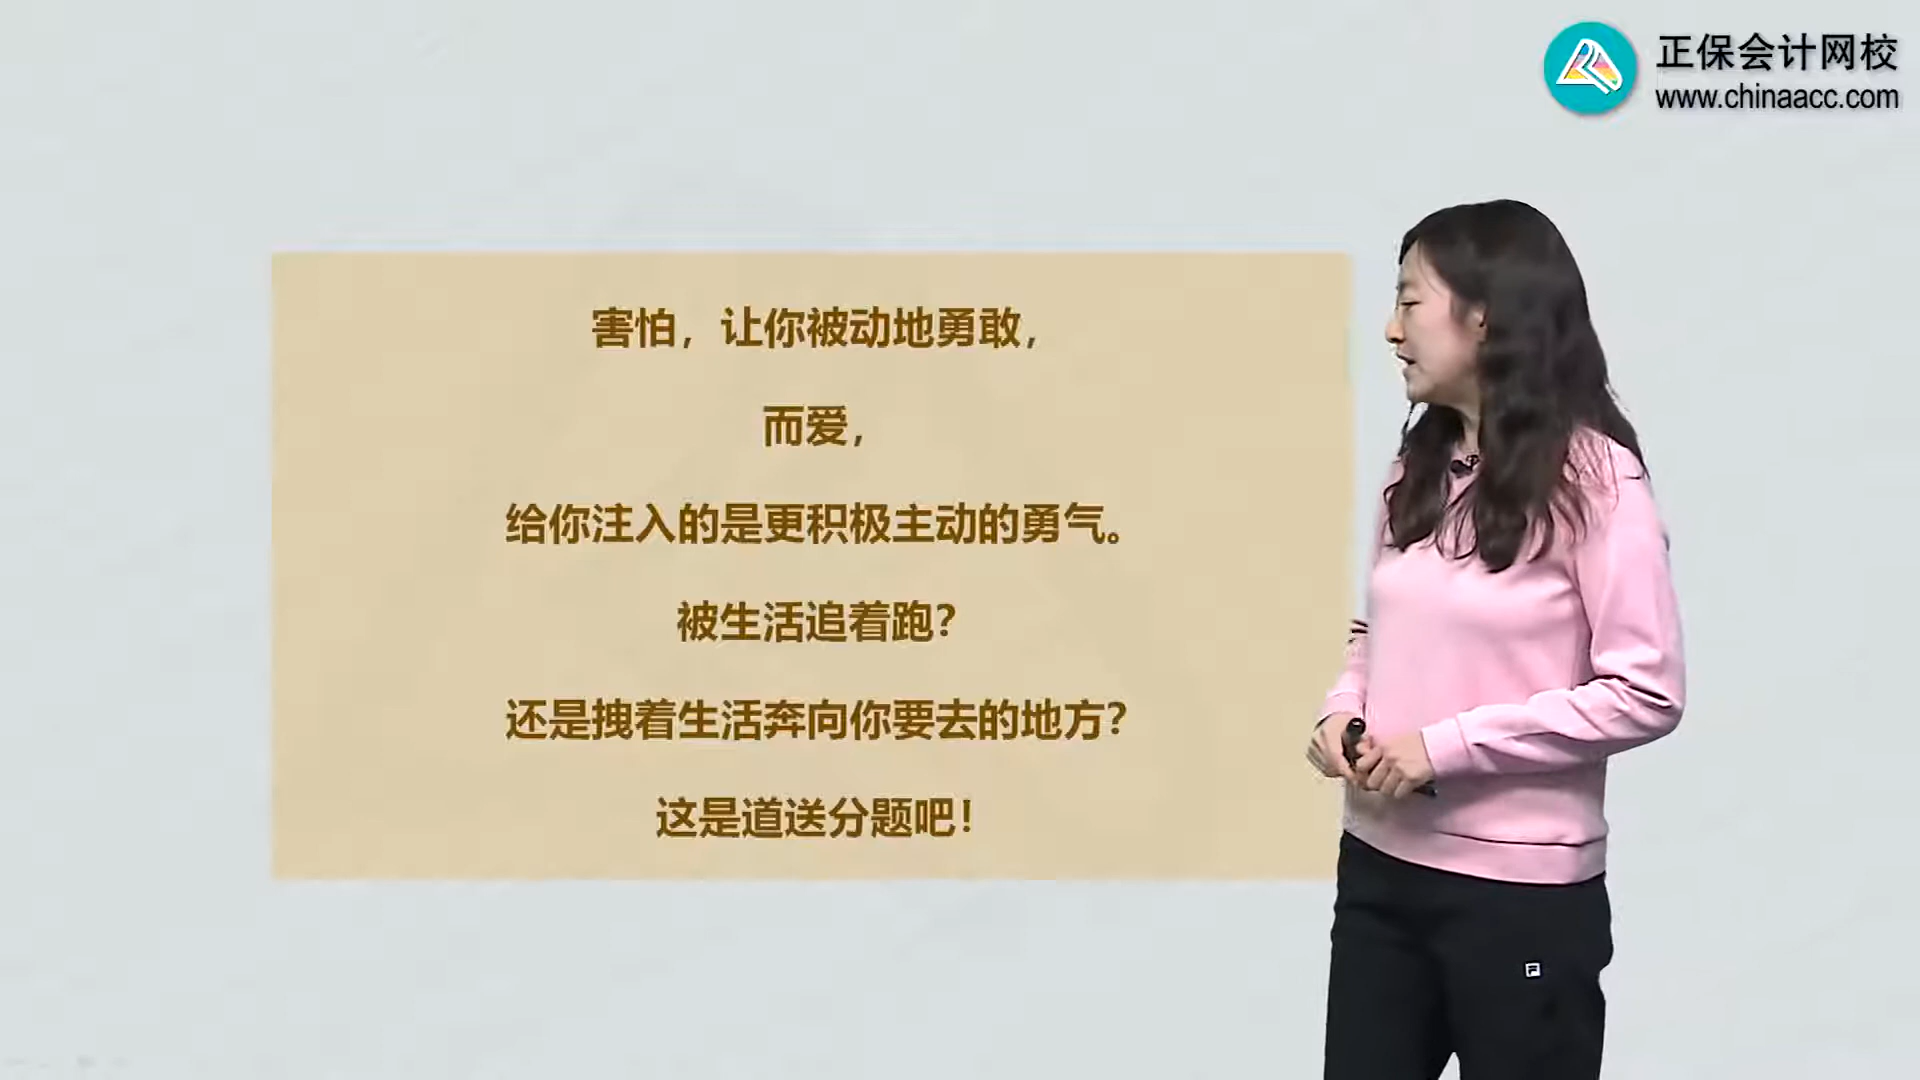 正保会计网校
www.chinaacc.com
害怕，让你被动地勇敢，
而爱，
给你注入的是更积极主动的勇气。
被生活追着跑？
还是拽着生活奔向你要去的地方？
这是道送分题吧！